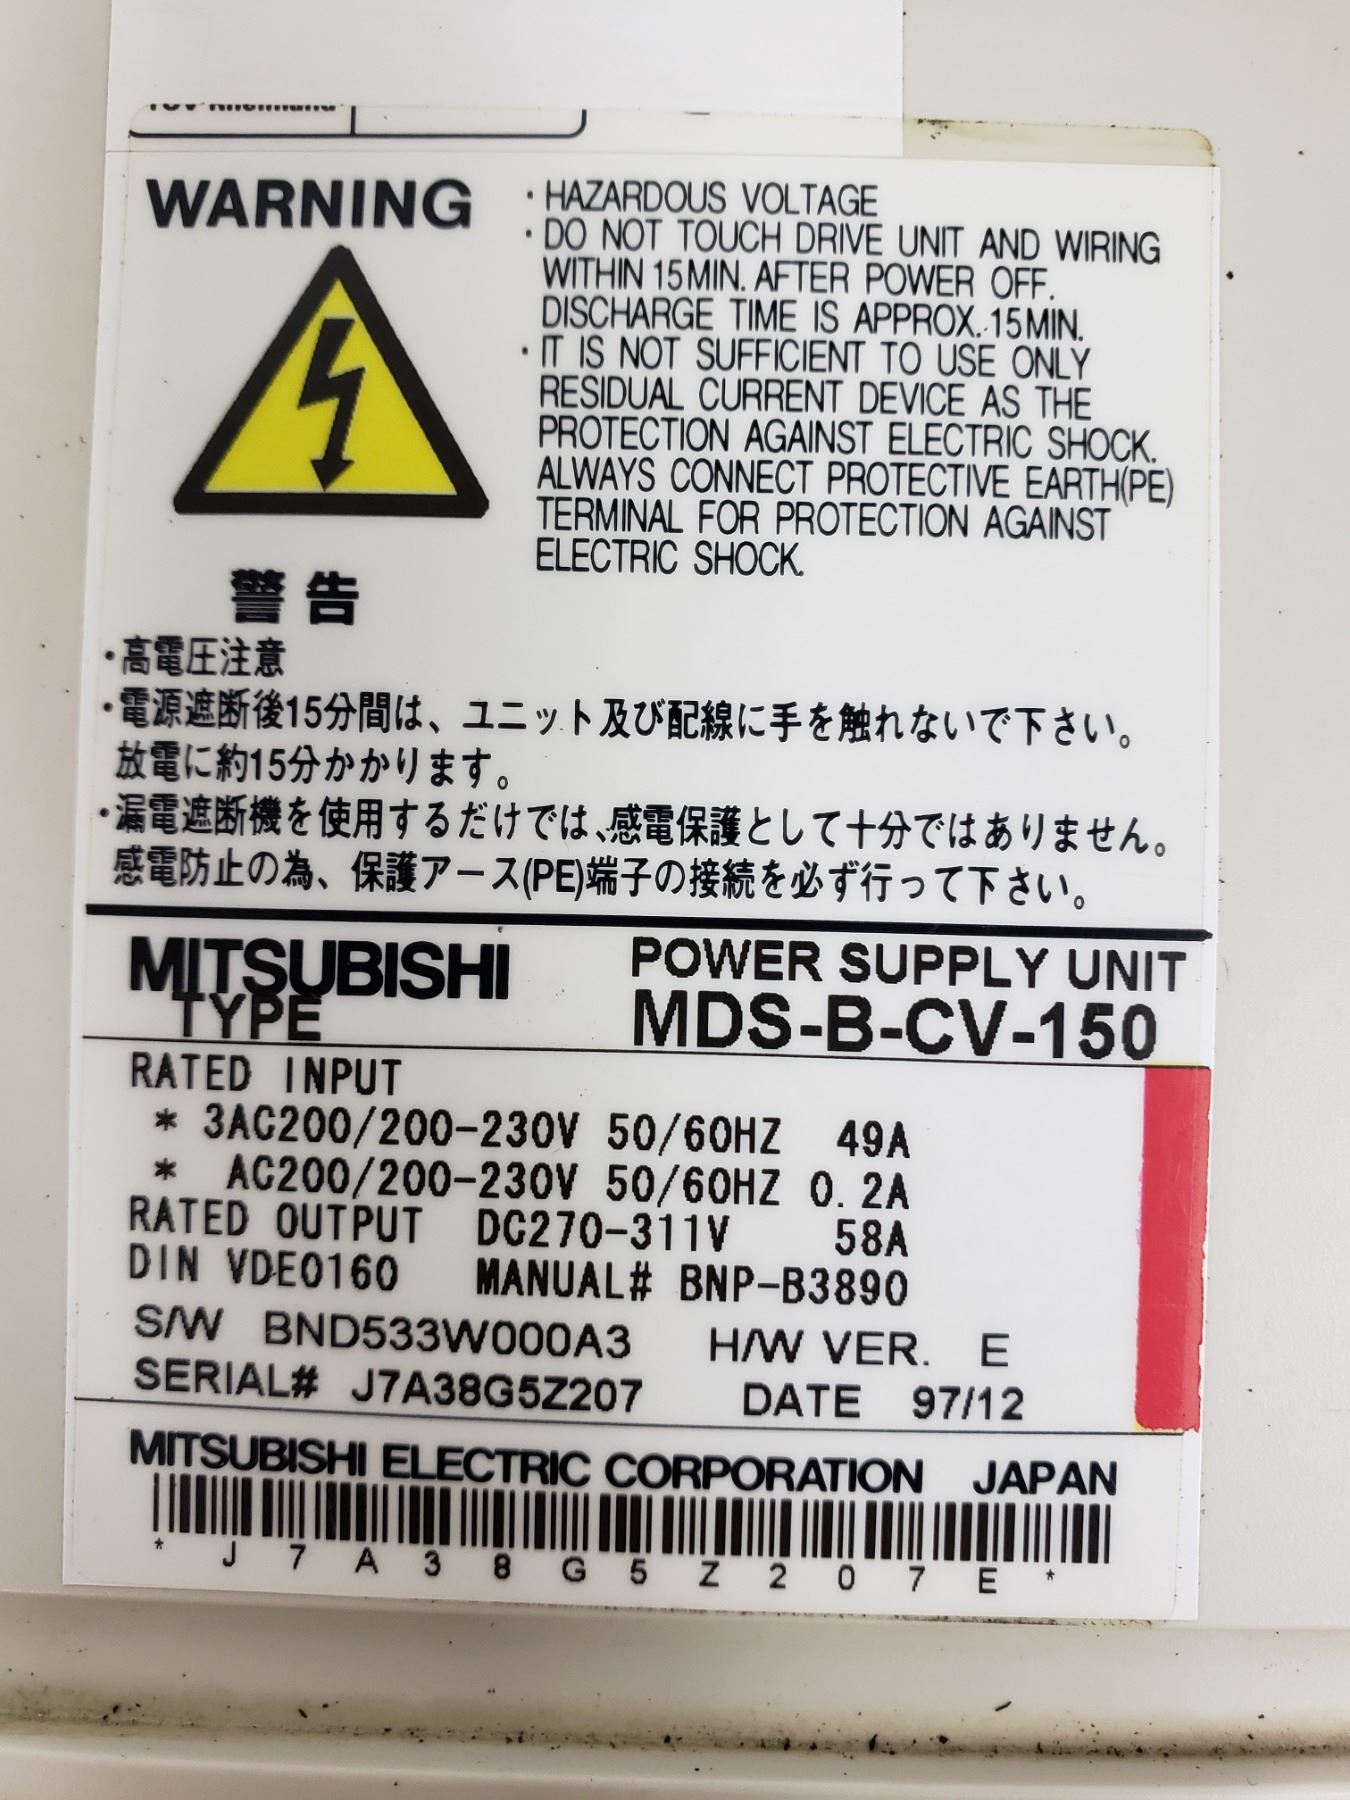 WARNING
・HAZARDOUS VOLTAGE
・DO NOT TOUCH DRIVE UNIT AND WIRING
WITHIN 15MIN. AFTER POWER OFF.
DISCHARGE TIME IS APPROX. 15MIN.
・IT IS NOT SUFFICIENT TO USE ONLY
RESIDUAL CURRENT DEVICE AS THE
PROTECTION AGAINST ELECTRIC SHOCK.
ALWAYS CONNECT PROTECTIVE EARTH(PE)
TERMINAL FOR PROTECTION AGAINST
ELECTRIC SHOCK.
警告
・高電圧注意
・電源遮断後15分間は、ユニット及び配線に手を触れないで下さい。
放電に約15分かかります。
・漏電遮断機を使用するだけでは、感電保護として十分ではありません。
感電防止の為、保護アース(PE)端子の接続を必ず行って下さい。
MITSUBISHI POWER SUPPLY UNIT
TYPE MDS-B-CV-150
RATED INPUT
* 3AC200/200-230V 50/60HZ 49A
* AC200/200-230V 50/60HZ 0.2A
RATED OUTPUT DC270-311V 58A
DIN VDE0160 MANUAL# BNP-B3890
S/W BND533W000A3 H/W VER. E
SERIAL# J7A38G5Z207 DATE 97/12
MITSUBISHI ELECTRIC CORPORATION JAPAN
* J 7 A 3 8 G 5 Z 2 0 7 E *